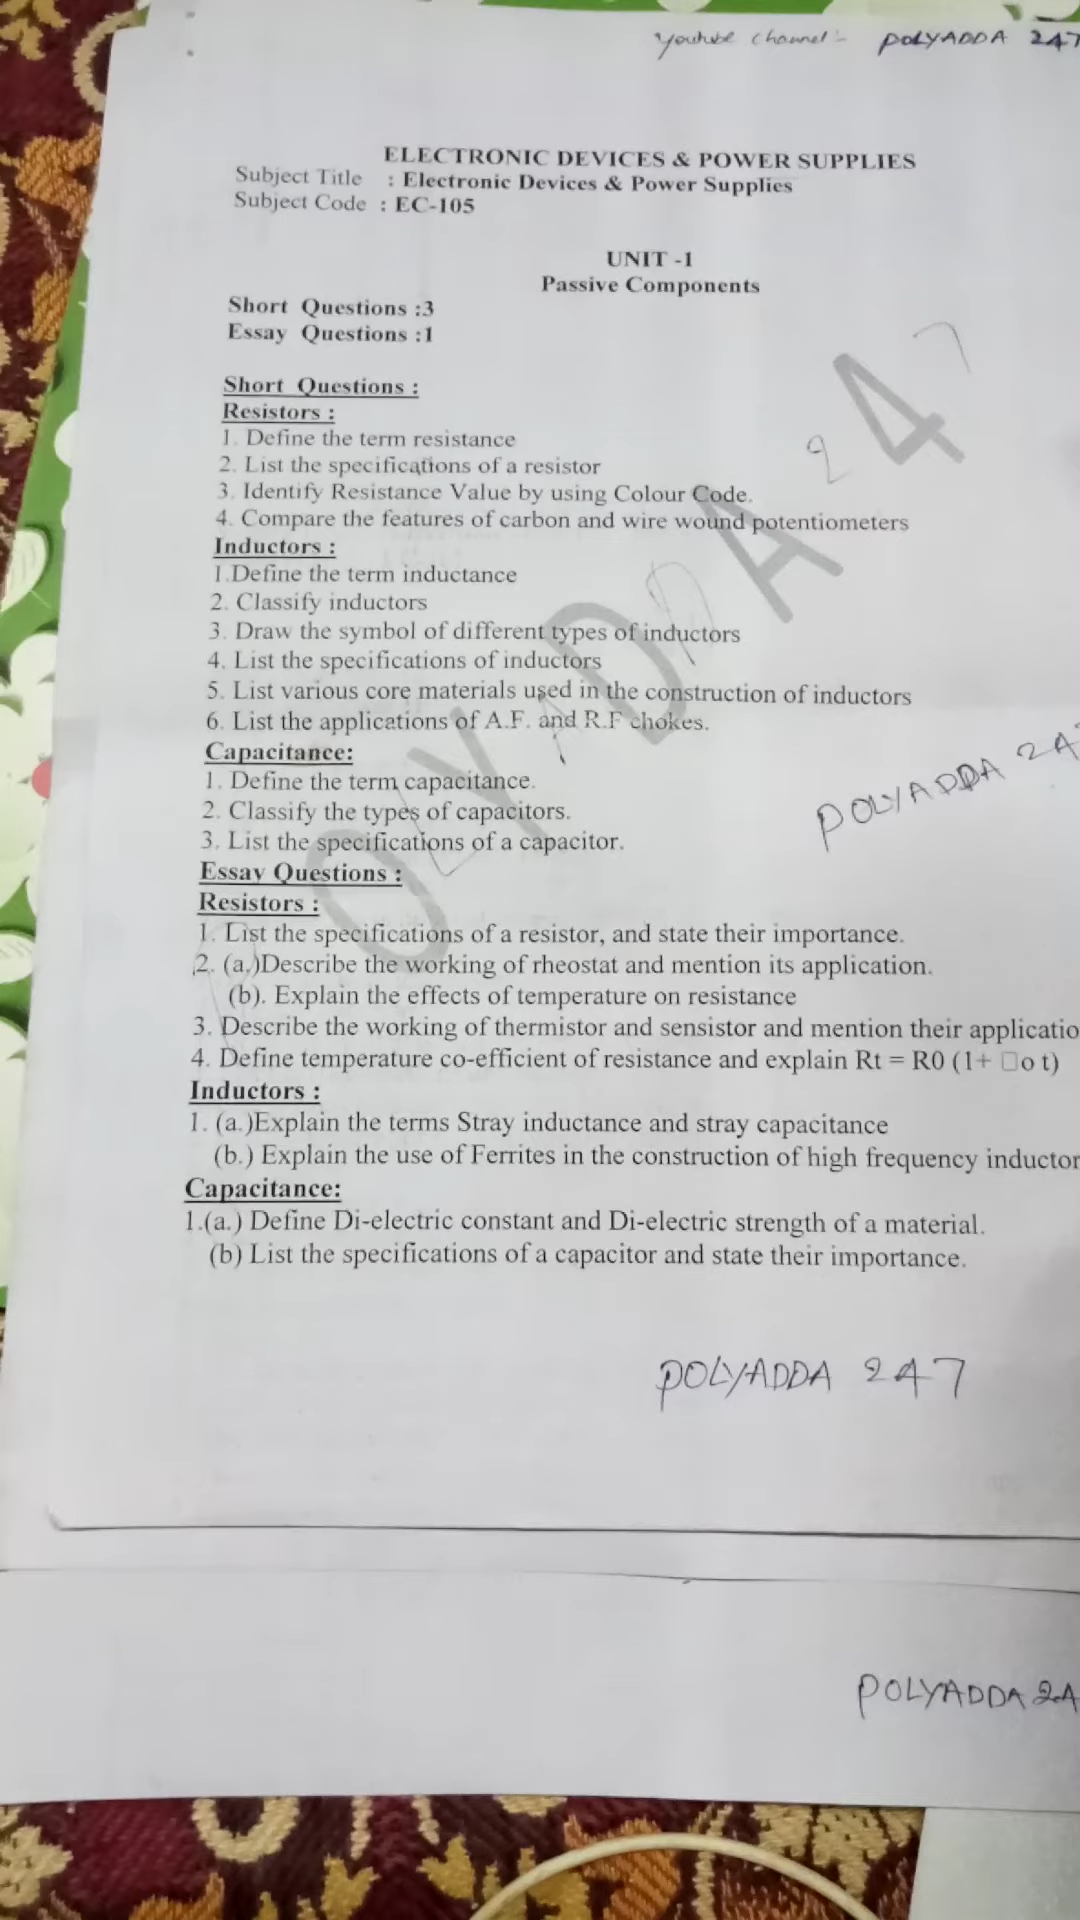 Youtube channel:- POLYADDA 247
ELECTRONIC DEVICES & POWER SUPPLIES
Subject Title : Electronic Devices & Power Supplies
Subject Code : EC-105
UNIT -1
Passive Components
Short Questions :3
Essay Questions :1
Short Questions :
Resistors :
1. Define the term resistance
2. List the specifications of a resistor
3. Identify Resistance Value by using Colour Code.
4. Compare the features of carbon and wire wound potentiometers
Inductors :
1.Define the term inductance
2. Classify inductors
3. Draw the symbol of different types of inductors
4. List the specifications of inductors
5. List various core materials used in the construction of inductors
6. List the applications of A.F. and R.F chokes.
Capacitance:
1. Define the term capacitance.
2. Classify the types of capacitors.
3. List the specifications of a capacitor.
POLYADDA 247
POLYADDA 24
Essay Questions :
Resistors :
1. List the specifications of a resistor, and state their importance.
2. (a.)Describe the working of rheostat and mention its application.
(b). Explain the effects of temperature on resistance
3. Describe the working of thermistor and sensistor and mention their applicatio
4. Define temperature co-efficient of resistance and explain Rt = R0 (1+ □o t)
Inductors :
1. (a.)Explain the terms Stray inductance and stray capacitance
(b.) Explain the use of Ferrites in the construction of high frequency inductor
Capacitance:
1.(a.) Define Di-electric constant and Di-electric strength of a material.
(b) List the specifications of a capacitor and state their importance.
POLYADDA 247
POLYADDA 24